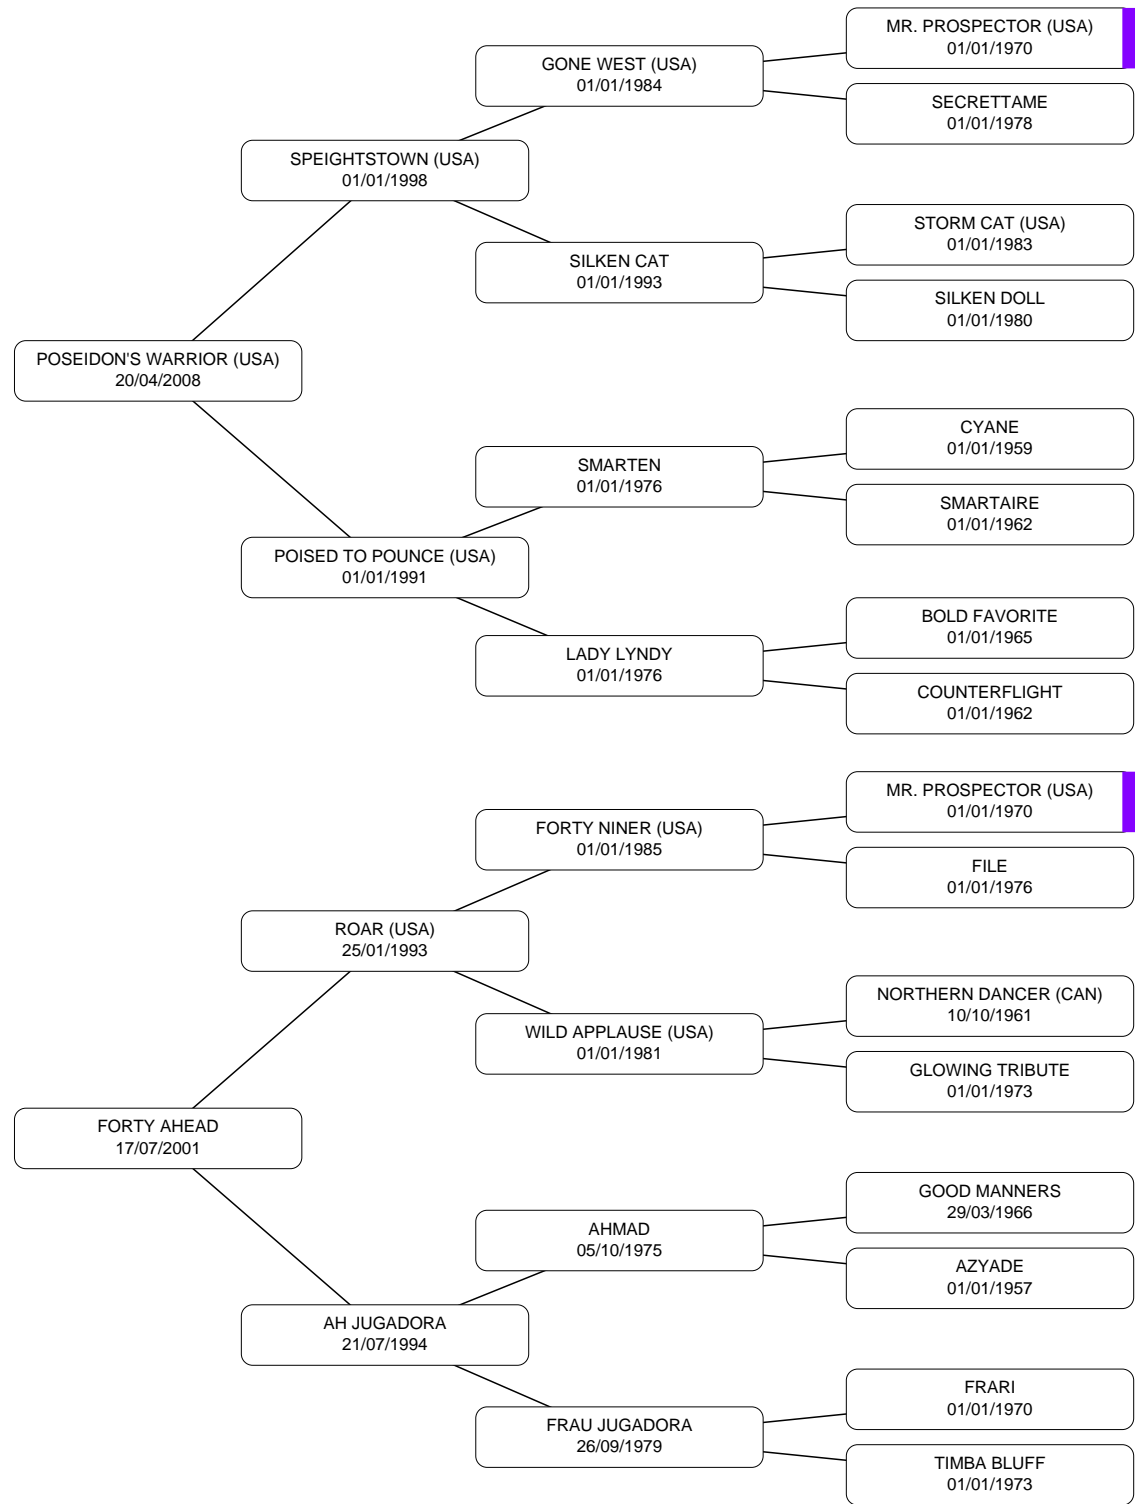 MR. PROSPECTOR (USA)
01/01/1970
GONE WEST (USA)
01/01/1984
SECRETTAME
01/01/1978
SPEIGHTSTOWN (USA)
01/01/1998
STORM CAT (USA)
01/01/1983
SILKEN CAT
01/01/1993
SILKEN DOLL
01/01/1980
POSEIDON'S WARRIOR (USA)
20/04/2008
CYANE
01/01/1959
SMARTEN
01/01/1976
SMARTAIRE
01/01/1962
POISED TO POUNCE (USA)
01/01/1991
BOLD FAVORITE
01/01/1965
LADY LYNDY
01/01/1976
COUNTERFLIGHT
01/01/1962
MR. PROSPECTOR (USA)
01/01/1970
FORTY NINER (USA)
01/01/1985
FILE
01/01/1976
ROAR (USA)
25/01/1993
NORTHERN DANCER (CAN)
10/10/1961
WILD APPLAUSE (USA)
01/01/1981
GLOWING TRIBUTE
01/01/1973
FORTY AHEAD
17/07/2001
GOOD MANNERS
29/03/1966
AHMAD
05/10/1975
AZYADE
01/01/1957
AH JUGADORA
21/07/1994
FRARI
01/01/1970
FRAU JUGADORA
26/09/1979
TIMBA BLUFF
01/01/1973